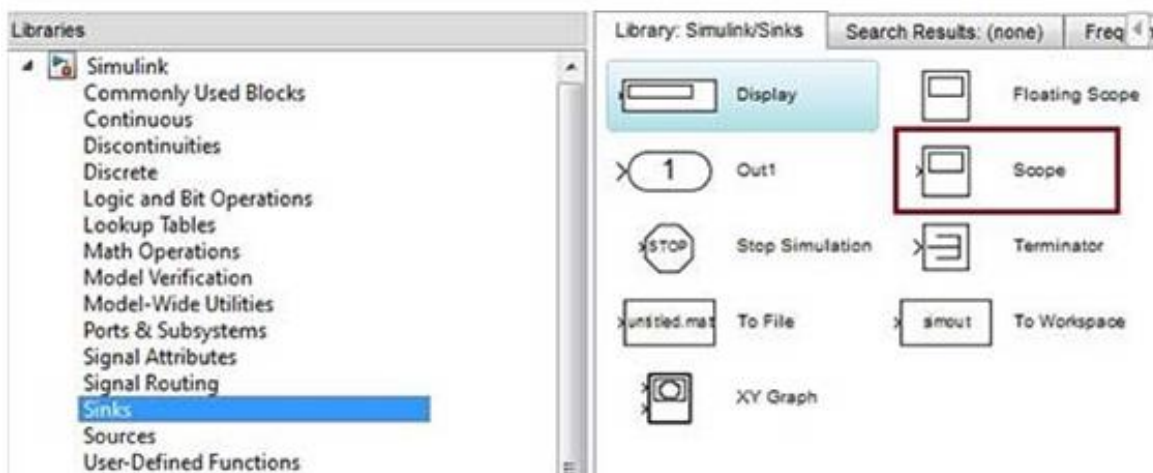 Libraries
Simulink
Commonly Used Blocks
Continuous
Discontinuities
Discrete
Logic and Bit Operations
Lookup Tables
Math Operations
Model Verification
Model-Wide Utilities
Ports & Subsystems
Signal Attributes
Signal Routing
Sinks
Sources
User-Defined Functions
Library: Simulink/Sinks Search Results: (none) Freq
Display Floating Scope
1 Out1 Scope
STOP Stop Simulation Terminator
untitled.mat To File simout To Workspace
XY Graph